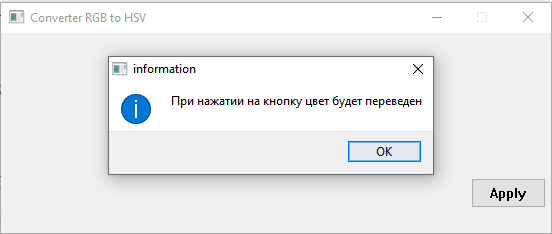 Converter RGB to HSV
information
При нажатии на кнопку цвет будет переведен
OK
Apply